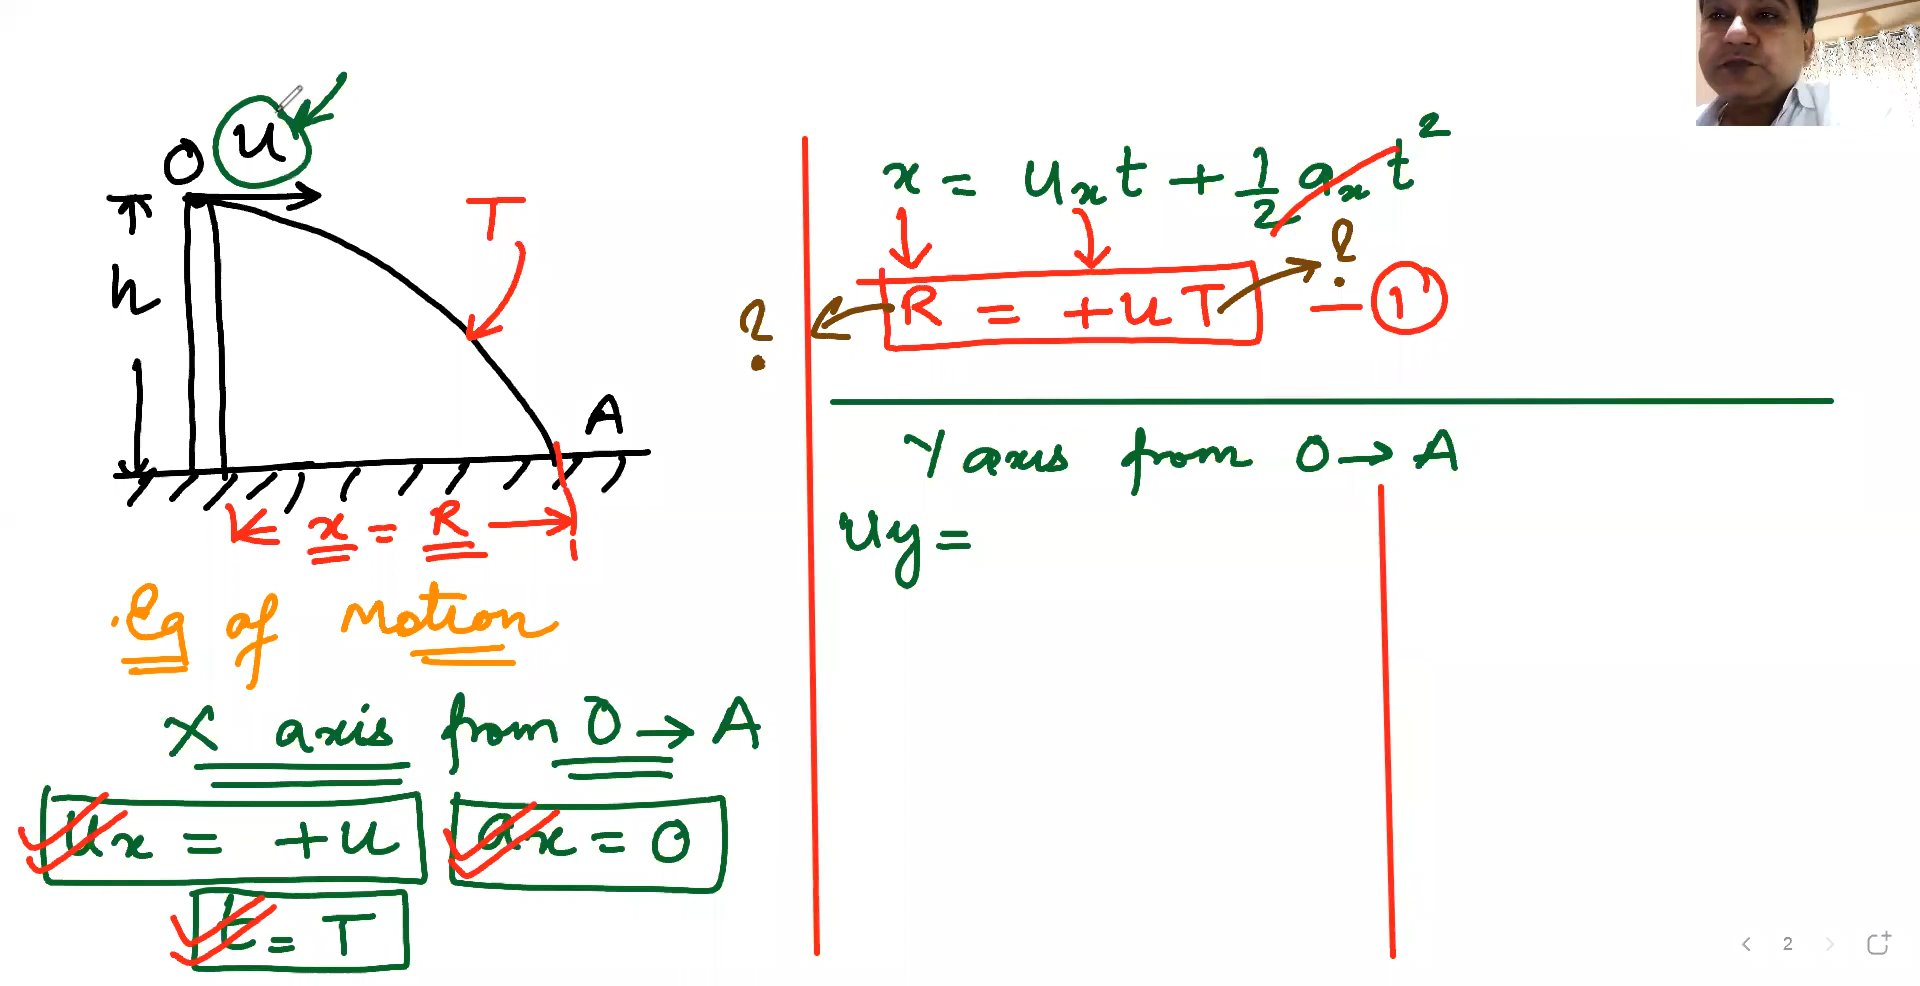 O u
T
h
A
x = R
Eq of Motion
X axis from O → A
ux = +u
ax = 0
t = T
x = uxt + 1/2 axt²
R = +uT — ①
? ?
Y axis from O → A
uy =
2